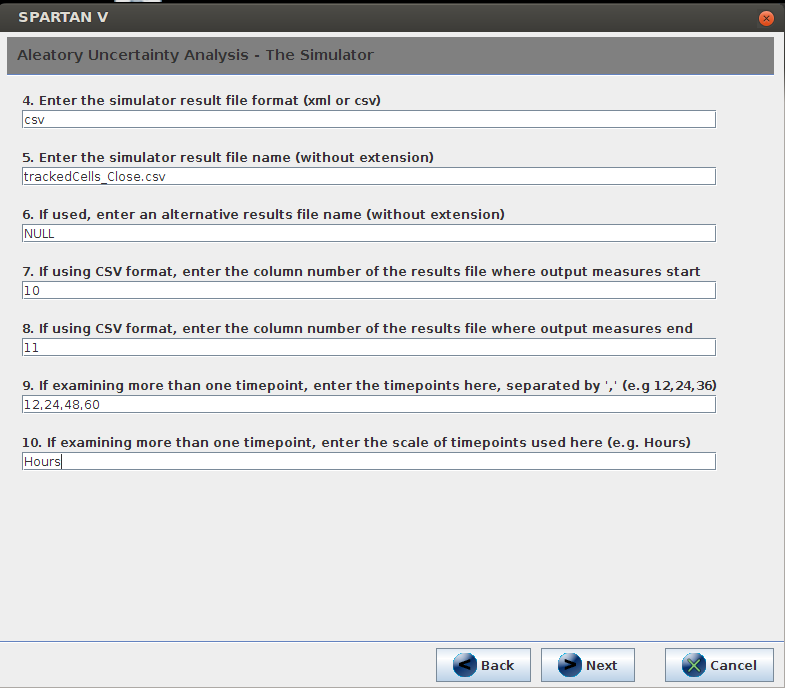 SPARTAN V
Aleatory Uncertainty Analysis - The Simulator
4. Enter the simulator result file format (xml or csv)
csv
5. Enter the simulator result file name (without extension)
trackedCells_Close.csv
6. If used, enter an alternative results file name (without extension)
NULL
7. If using CSV format, enter the column number of the results file where output measures start
10
8. If using CSV format, enter the column number of the results file where output measures end
11
9. If examining more than one timepoint, enter the timepoints here, separated by ',' (e.g 12,24,36)
12,24,48,60
10. If examining more than one timepoint, enter the scale of timepoints used here (e.g. Hours)
Hours
Back Next Cancel